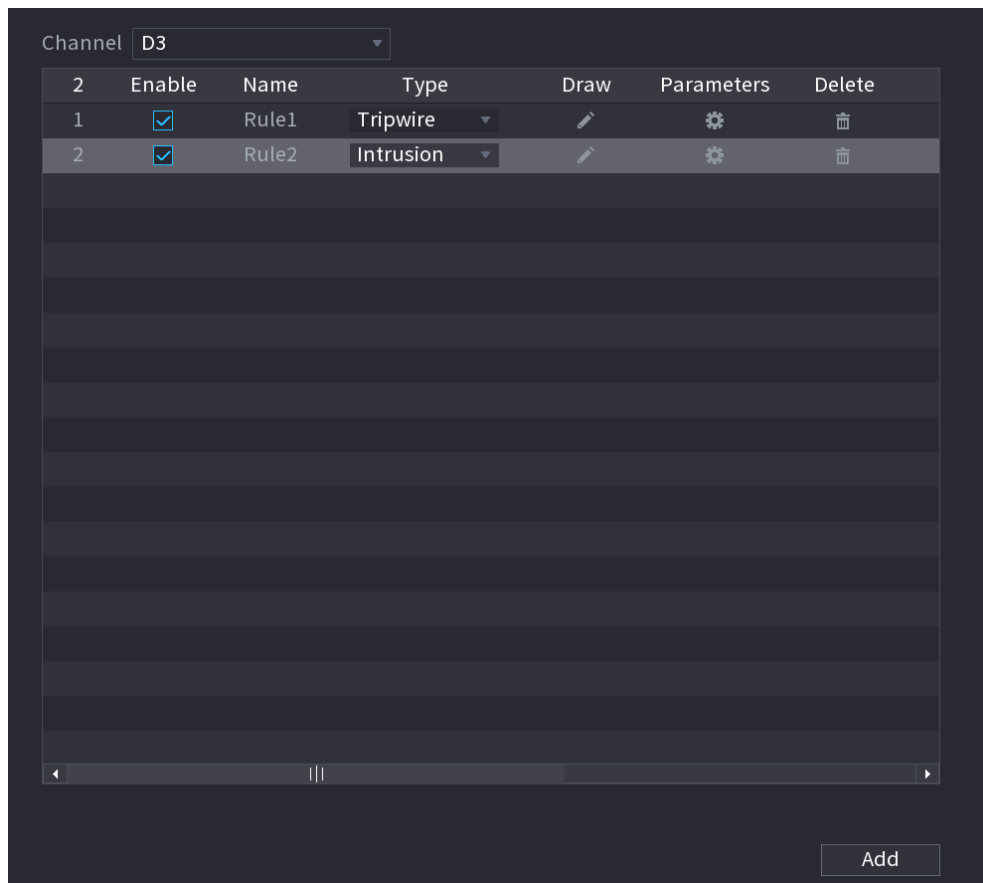 Channel D3
2 Enable Name Type Draw Parameters Delete
1 Rule1 Tripwire
2 Rule2 Intrusion
Add